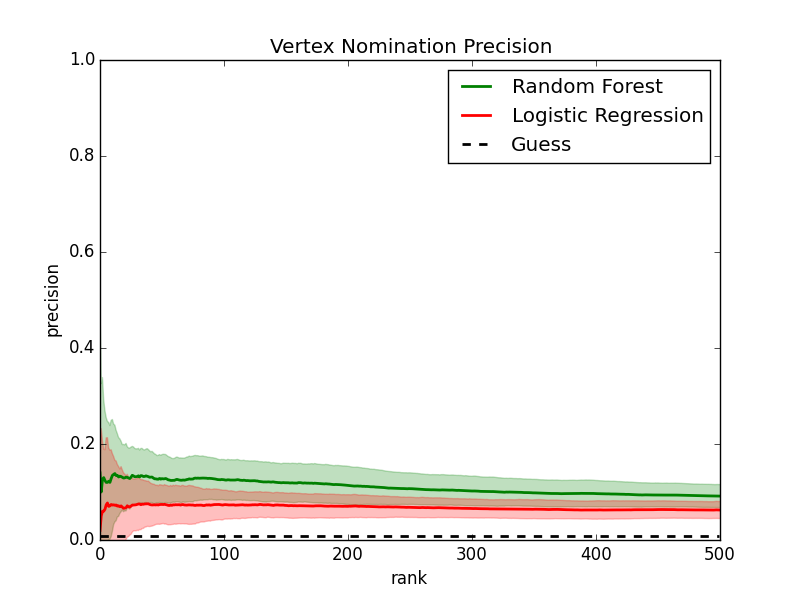 Vertex Nomination Precision
Random Forest
Logistic Regression
Guess
1.0
0.8
0.6
0.4
0.2
0.0
precision
0 100 200 300 400 500
rank